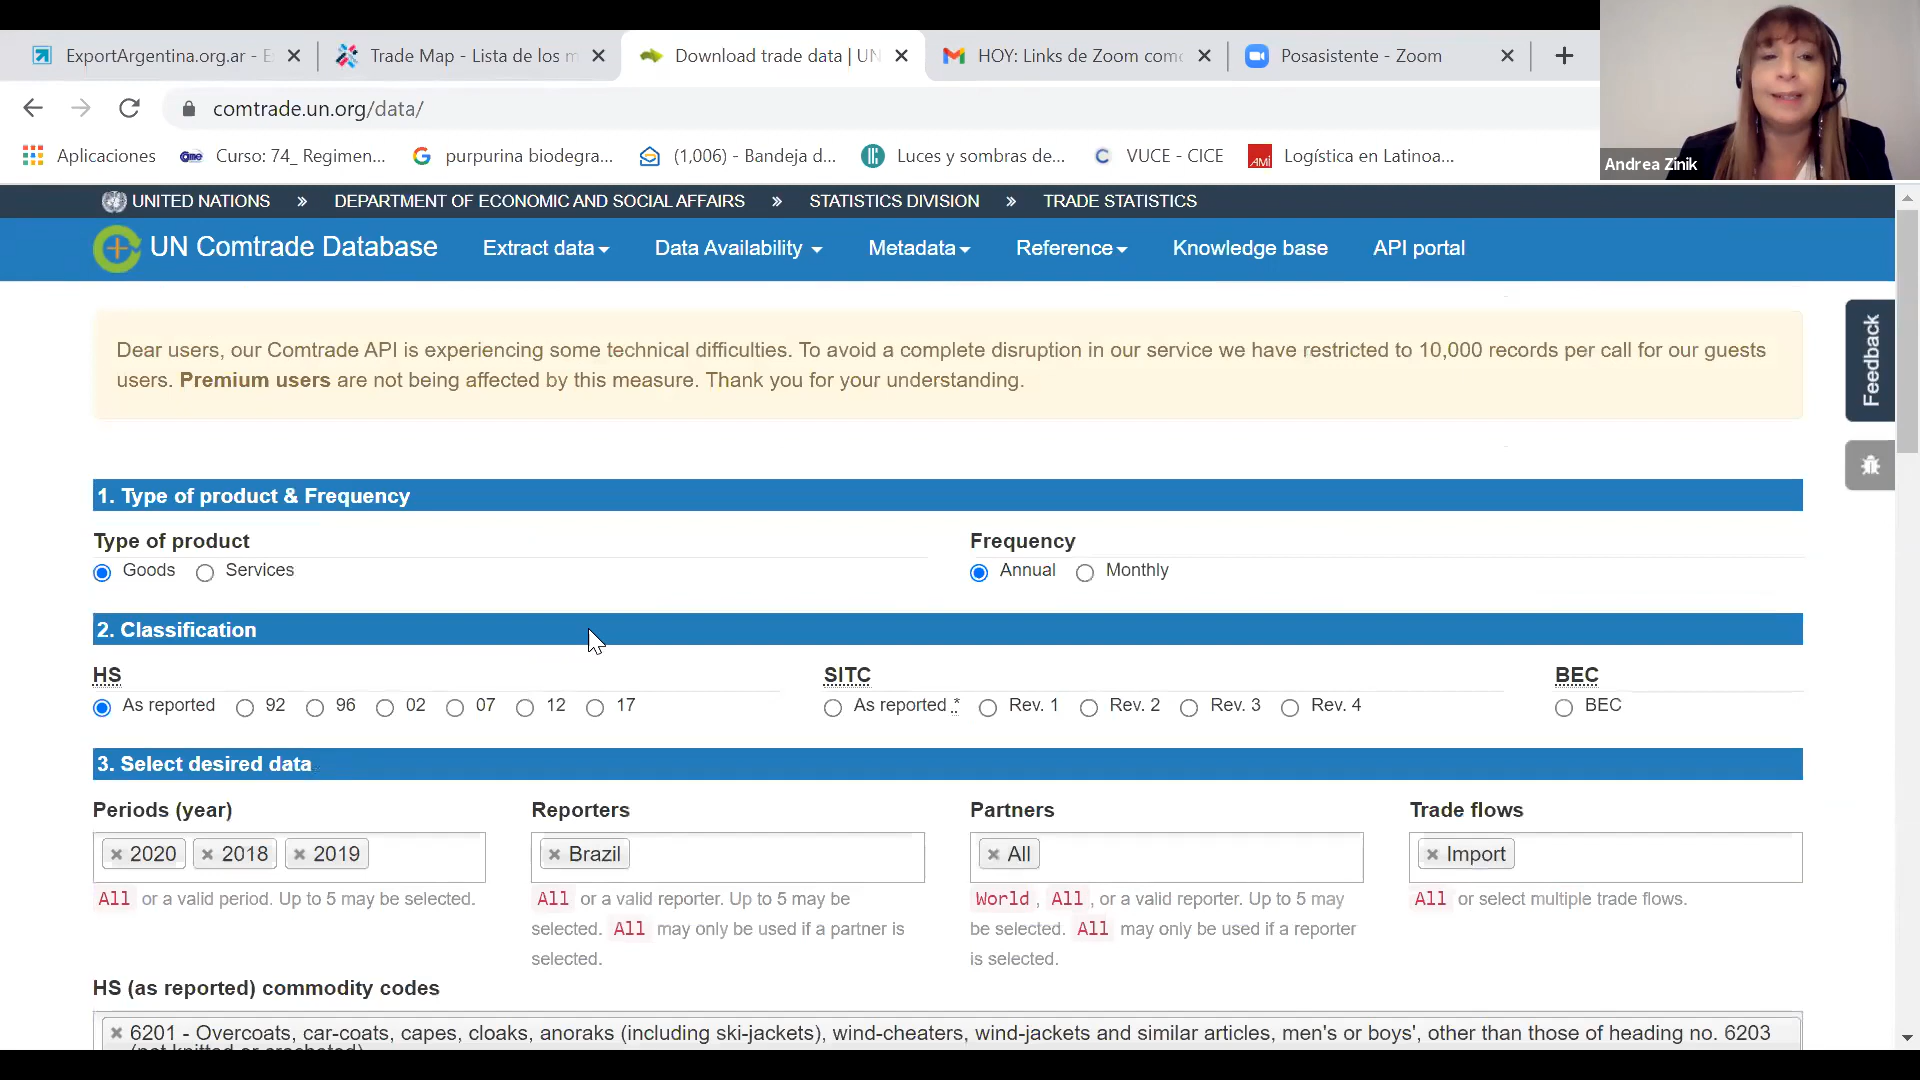 ExportArgentina.org.ar - E
Trade Map - Lista de los m
Download trade data | UN
HOY: Links de Zoom como
Posasistente - Zoom
comtrade.un.org/data/
Aplicaciones
Curso: 74_ Regimen...
purpurina biodegra...
(1,006) - Bandeja d...
Luces y sombras de...
VUCE - CICE
AMI
Logística en Latinoa...
Andrea Zinik
UNITED NATIONS » DEPARTMENT OF ECONOMIC AND SOCIAL AFFAIRS » STATISTICS DIVISION » TRADE STATISTICS
UN Comtrade Database
Extract data
Data Availability
Metadata
Reference
Knowledge base
API portal
Feedback
Dear users, our Comtrade API is experiencing some technical difficulties. To avoid a complete disruption in our service we have restricted to 10,000 records per call for our guests
users. Premium users are not being affected by this measure. Thank you for your understanding.
1. Type of product & Frequency
Type of product
Goods Services
Frequency
Annual Monthly
2. Classification
HS
As reported 92 96 02 07 12 17
SITC
As reported * Rev. 1 Rev. 2 Rev. 3 Rev. 4
BEC
BEC
3. Select desired data
Periods (year)
× 2020 × 2018 × 2019
All or a valid period. Up to 5 may be selected.
Reporters
× Brazil
All or a valid reporter. Up to 5 may be
selected. All may only be used if a partner is
selected.
Partners
× All
World , All , or a valid reporter. Up to 5 may
be selected. All may only be used if a reporter
is selected.
Trade flows
× Import
All or select multiple trade flows.
HS (as reported) commodity codes
× 6201 - Overcoats, car-coats, capes, cloaks, anoraks (including ski-jackets), wind-cheaters, wind-jackets and similar articles, men's or boys', other than those of heading no. 6203
(not knitted or crocheted)